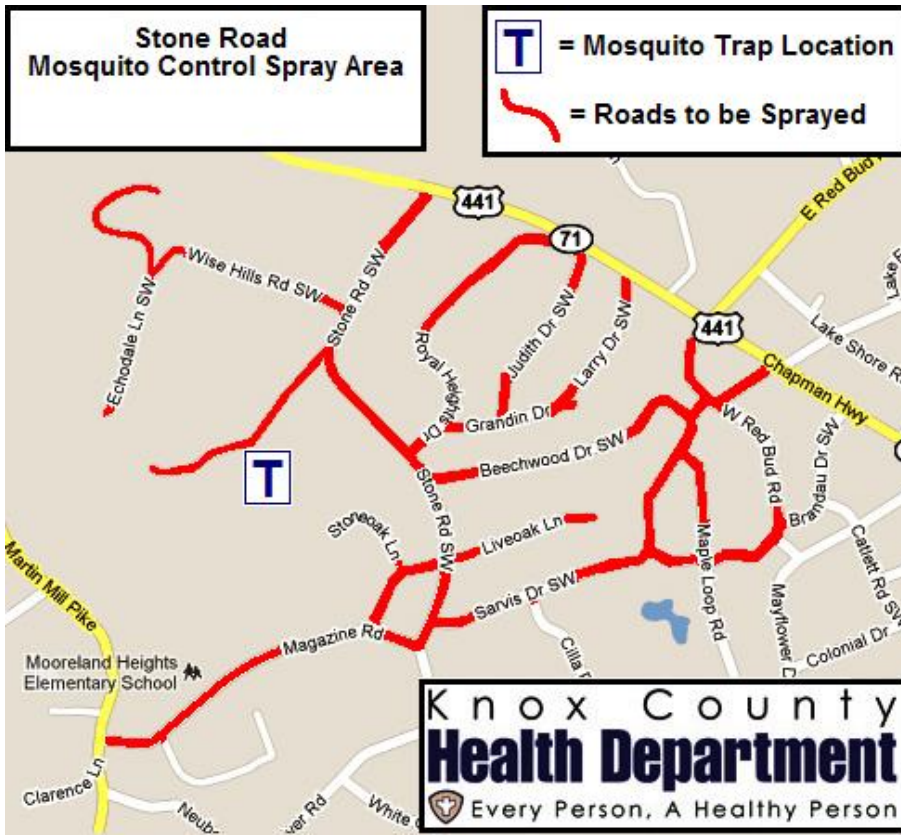 Stone Road
Mosquito Control Spray Area
T = Mosquito Trap Location
= Roads to be Sprayed
441
71
E Red Bud
Wise Hills Rd SW
Stone Rd SW
Echodale Ln SW
Royal Heights Dr
Judith Dr SW
Larry Dr SW
441
Lake Shore
Lake
Chapman Hwy
Grandin Dr
W Red Bud Rd
Beechwood Dr SW
Brandau Dr SW
T
Stone Rd SW
Stoneoak Ln
Liveoak Ln
Maple Loop Rd
Catlett Rd SW
Martin Mill Pike
Sarvis Dr SW
Mayflower
Magazine Rd
Cilla
Colonial Dr
Mooreland Heights
Elementary School
Clarence Ln
White
Knox County
Health Department
Every Person, A Healthy Person